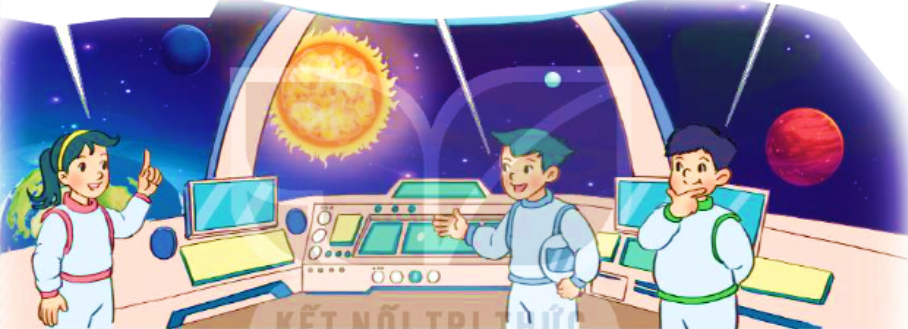 KẾT NỐI TRI THỨC